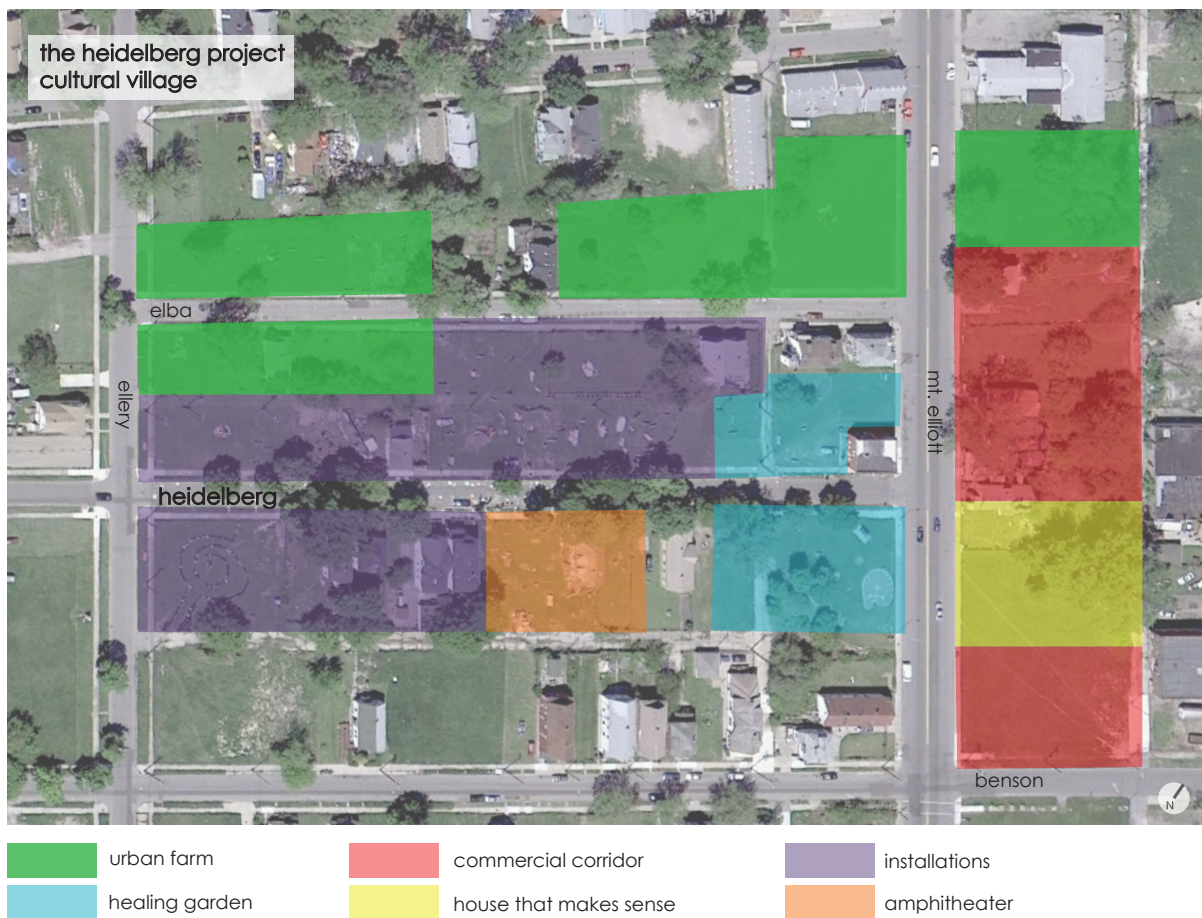 the heidelberg project
cultural village
elba
ellery
mt. elliott
heidelberg
benson
N
urban farm
commercial corridor
installations
healing garden
house that makes sense
amphitheater